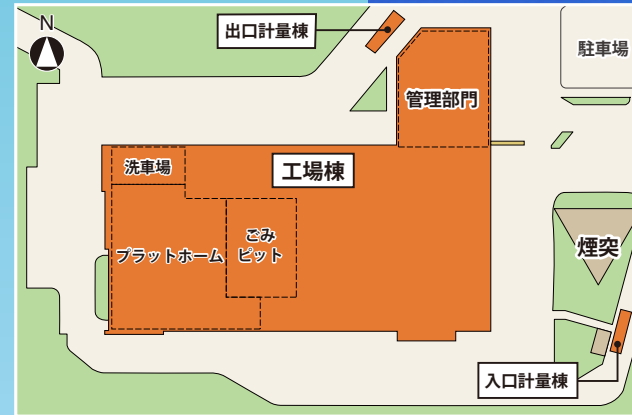 N
出口計量棟
駐車場
管理部門
洗車場
工場棟
ごみ
ピット
プラットホーム
煙突
入口計量棟